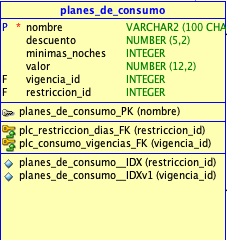 planes_de_consumo
P * nombre VARCHAR2 (100 CHA
descuento NUMBER (5,2)
minimas_noches INTEGER
valor NUMBER (12,2)
F vigencia_id INTEGER
F restriccion_id INTEGER
planes_de_consumo_PK (nombre)
plc_restriccion_dias_FK (restriccion_id)
plc_consumo_vigencias_FK (vigencia_id)
planes_de_consumo__IDX (restriccion_id)
planes_de_consumo__IDXv1 (vigencia_id)